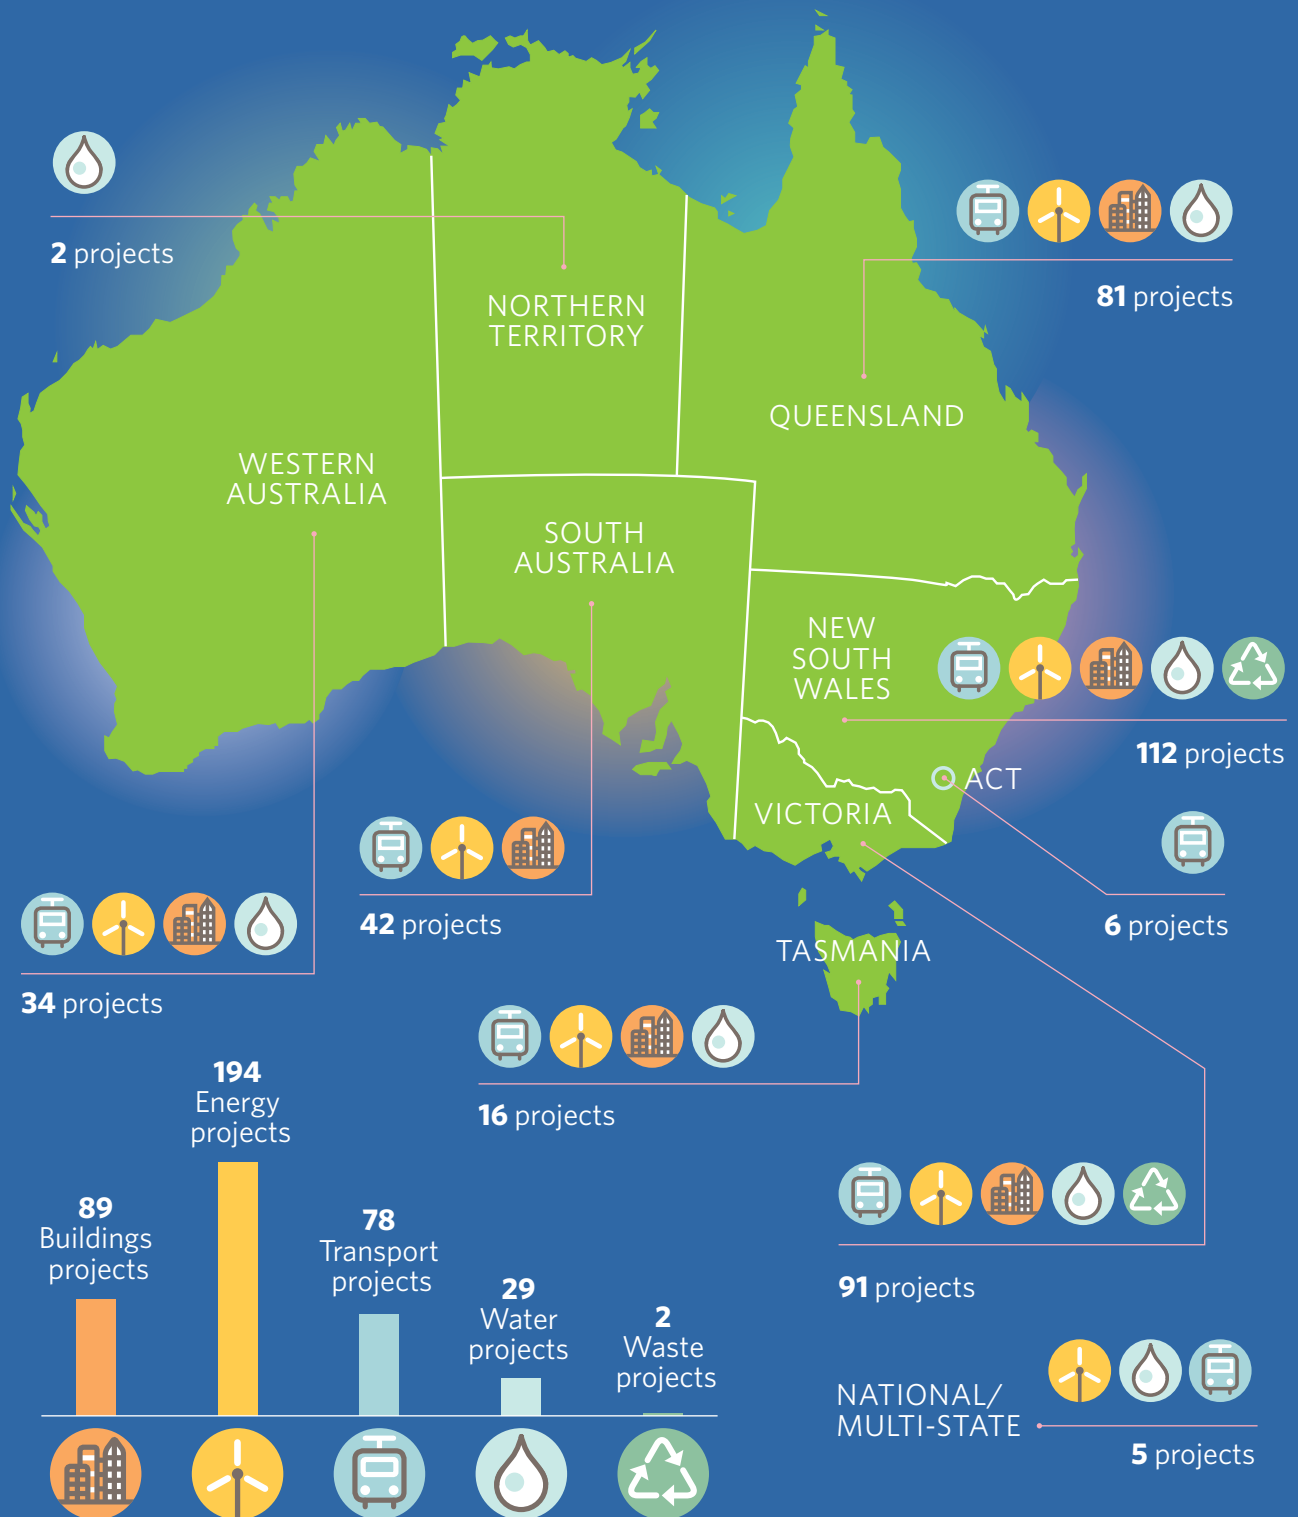 2 projects
81 projects
NORTHERN
TERRITORY
QUEENSLAND
WESTERN
AUSTRALIA
SOUTH
AUSTRALIA
NEW
SOUTH
WALES
112 projects
ACT
VICTORIA
6 projects
42 projects
TASMANIA
34 projects
16 projects
194
Energy
projects
89
Buildings
projects
78
Transport
projects
29
Water
projects
2
Waste
projects
91 projects
NATIONAL/
MULTI-STATE
5 projects